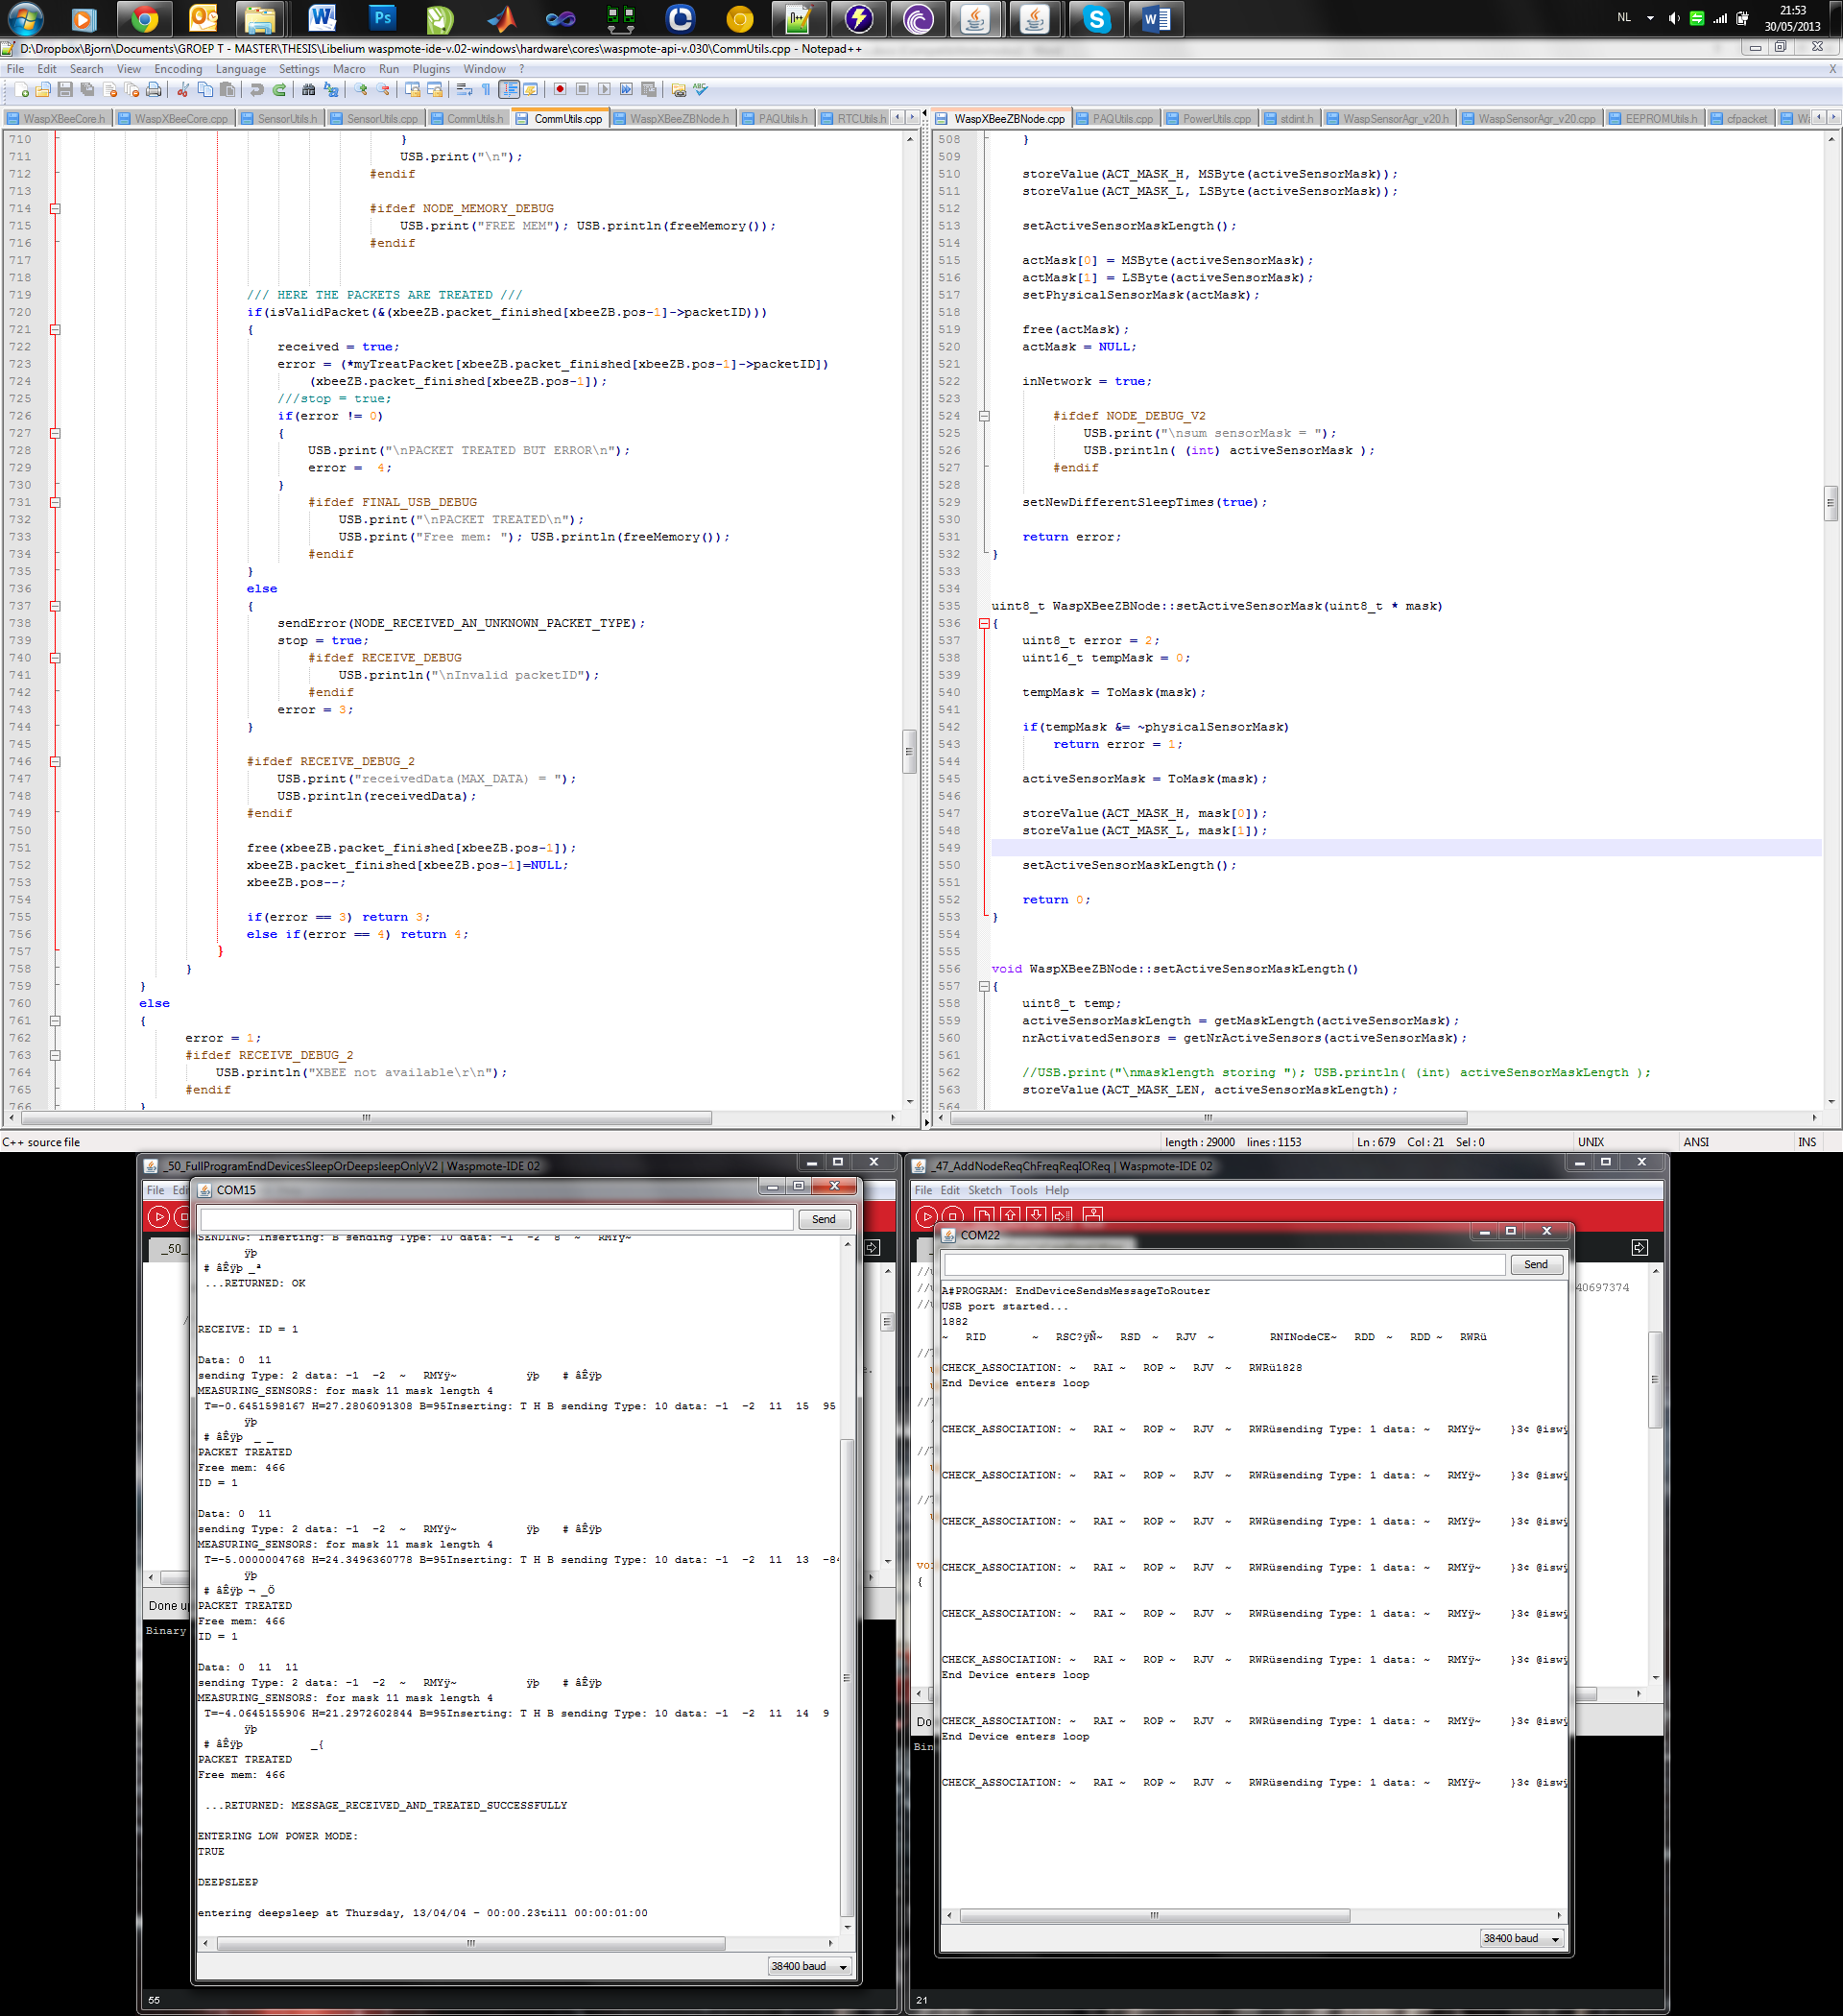 NL
21:53
30/05/2013
D:\Dropbox\Bjorn\Documents\GROEP T - MASTER\THESIS\Libelium waspmote-ide-v.02-windows\hardware\cores\waspmote-api-v.030\CommUtils.cpp - Notepad++
File Edit Search View Encoding Language Settings Macro Run Plugins Window ?
WaspXBeeCore.h WaspXBeeCore.cpp SensorUtils.h SensorUtils.cpp CommUtils.h CommUtils.cpp WaspXBeeZBNode.h PAQUtils.h RTCUtils.h
710 }
711 USB.print("\n");
712 #endif
713
714 #ifdef NODE_MEMORY_DEBUG
715 USB.print("FREE MEM"); USB.println(freeMemory());
716 #endif
717
718
719 /// HERE THE PACKETS ARE TREATED ///
720 if(isValidPacket(&(xbeeZB.packet_finished[xbeeZB.pos-1]->packetID)))
721 {
722 received = true;
723 error = (*myTreatPacket[xbeeZB.packet_finished[xbeeZB.pos-1]->packetID])
724 (xbeeZB.packet_finished[xbeeZB.pos-1]);
725 ///stop = true;
726 if(error != 0)
727 {
728 USB.print("\nPACKET TREATED BUT ERROR\n");
729 error =  4;
730 }
731 #ifdef FINAL_USB_DEBUG
732 USB.print("\nPACKET TREATED\n");
733 USB.print("Free mem: "); USB.println(freeMemory());
734 #endif
735 }
736 else
737 {
738 sendError(NODE_RECEIVED_AN_UNKNOWN_PACKET_TYPE);
739 stop = true;
740 #ifdef RECEIVE_DEBUG
741 USB.println("\nInvalid packetID");
742 #endif
743 error = 3;
744 }
745
746 #ifdef RECEIVE_DEBUG_2
747 USB.print("receivedData(MAX_DATA) = ");
748 USB.println(receivedData);
749 #endif
750
751 free(xbeeZB.packet_finished[xbeeZB.pos-1]);
752 xbeeZB.packet_finished[xbeeZB.pos-1]=NULL;
753 xbeeZB.pos--;
754
755 if(error == 3) return 3;
756 else if(error == 4) return 4;
757 }
758 }
759 }
760 else
761 {
762 error = 1;
763 #ifdef RECEIVE_DEBUG_2
764 USB.println("XBEE not available\r\n");
765 #endif
766 }
WaspXBeeZBNode.cpp PAQUtils.cpp PowerUtils.cpp stdint.h WaspSensorAgr_v20.h WaspSensorAgr_v20.cpp EEPROMUtils.h cfpacket
508 }
509
510 storeValue(ACT_MASK_H, MSByte(activeSensorMask));
511 storeValue(ACT_MASK_L, LSByte(activeSensorMask));
512
513 setActiveSensorMaskLength();
514
515 actMask[0] = MSByte(activeSensorMask);
516 actMask[1] = LSByte(activeSensorMask);
517 setPhysicalSensorMask(actMask);
518
519 free(actMask);
520 actMask = NULL;
521
522 inNetwork = true;
523
524 #ifdef NODE_DEBUG_V2
525 USB.print("\nsum sensorMask = ");
526 USB.println( (int) activeSensorMask );
527 #endif
528
529 setNewDifferentSleepTimes(true);
530
531 return error;
532 }
533
534
535 uint8_t WaspXBeeZBNode::setActiveSensorMask(uint8_t * mask)
536 {
537 uint8_t error = 2;
538 uint16_t tempMask = 0;
539
540 tempMask = ToMask(mask);
541
542 if(tempMask &= ~physicalSensorMask)
543 return error = 1;
544
545 activeSensorMask = ToMask(mask);
546
547 storeValue(ACT_MASK_H, mask[0]);
548 storeValue(ACT_MASK_L, mask[1]);
549
550 setActiveSensorMaskLength();
551
552 return 0;
553 }
554
555
556 void WaspXBeeZBNode::setActiveSensorMaskLength()
557 {
558 uint8_t temp;
559 activeSensorMaskLength = getMaskLength(activeSensorMask);
560 nrActivatedSensors = getNrActiveSensors(activeSensorMask);
561
562 //USB.print("\nmasklength storing "); USB.println( (int) activeSensorMaskLength );
563 storeValue(ACT_MASK_LEN, activeSensorMaskLength);
564
C++ source file length : 29000 lines : 1153 Ln : 679 Col : 21 Sel : 0 UNIX ANSI INS
_50_FullProgramEndDevicesSleepOrDeepsleepOnlyV2 | Waspmote-IDE 02
COM15
Send
SENDING: Inserting: B sending Type: 10 data: -1  -2  8  ~  RMYÿ~
ÿþ
# âÊÿþ _ª
...RETURNED: OK
RECEIVE: ID = 1
Data: 0  11
sending Type: 2 data: -1  -2  ~  RMYÿ~ ÿþ # âÊÿþ
MEASURING_SENSORS: for mask 11 mask length 4
T=-0.6451598167 H=27.2806091308 B=95Inserting: T H B sending Type: 10 data: -1  -2  11  15  95
ÿþ
# âÊÿþ  _ _
PACKET TREATED
Free mem: 466
ID = 1
Data: 0  11
sending Type: 2 data: -1  -2  ~  RMYÿ~ ÿþ # âÊÿþ
MEASURING_SENSORS: for mask 11 mask length 4
T=-5.0000004768 H=24.3496360778 B=95Inserting: T H B sending Type: 10 data: -1  -2  11  13  -84
ÿþ
# âÊÿþ ¬ _Ö
PACKET TREATED
Free mem: 466
ID = 1
Data: 0  11  11
sending Type: 2 data: -1  -2  ~  RMYÿ~ ÿþ # âÊÿþ
MEASURING_SENSORS: for mask 11 mask length 4
T=-4.0645155906 H=21.2972602844 B=95Inserting: T H B sending Type: 10 data: -1  -2  11  14  9
ÿþ
# âÊÿþ _{
PACKET TREATED
Free mem: 466
...RETURNED: MESSAGE_RECEIVED_AND_TREATED_SUCCESSFULLY
ENTERING LOW POWER MODE:
TRUE
DEEPSLEEP
entering deepsleep at Thursday, 13/04/04 - 00:00.23till 00:00:01:00
38400 baud
55
_47_AddNodeReqChFreqReqIOReq | Waspmote-IDE 02
File Edit Sketch Tools Help
COM22
Send
40697374
A#PROGRAM: EndDeviceSendsMessageToRouter
USB port started...
1882
~ RID ~ RSC?ÿÑ~ RSD ~ RJV ~ RNINodeCE~ RDD ~ RDD ~ RWRü
CHECK_ASSOCIATION: ~ RAI ~ ROP ~ RJV ~ RWRü1828
End Device enters loop
CHECK_ASSOCIATION: ~ RAI ~ ROP ~ RJV ~ RWRüsending Type: 1 data: ~ RMYÿ~ }3¢ @iswÿ
CHECK_ASSOCIATION: ~ RAI ~ ROP ~ RJV ~ RWRüsending Type: 1 data: ~ RMYÿ~ }3¢ @iswÿ
CHECK_ASSOCIATION: ~ RAI ~ ROP ~ RJV ~ RWRüsending Type: 1 data: ~ RMYÿ~ }3¢ @iswÿ
CHECK_ASSOCIATION: ~ RAI ~ ROP ~ RJV ~ RWRüsending Type: 1 data: ~ RMYÿ~ }3¢ @iswÿ
CHECK_ASSOCIATION: ~ RAI ~ ROP ~ RJV ~ RWRüsending Type: 1 data: ~ RMYÿ~ }3¢ @iswÿ
CHECK_ASSOCIATION: ~ RAI ~ ROP ~ RJV ~ RWRüsending Type: 1 data: ~ RMYÿ~ }3¢ @iswÿ
End Device enters loop
CHECK_ASSOCIATION: ~ RAI ~ ROP ~ RJV ~ RWRüsending Type: 1 data: ~ RMYÿ~ }3¢ @iswÿ
End Device enters loop
CHECK_ASSOCIATION: ~ RAI ~ ROP ~ RJV ~ RWRüsending Type: 1 data: ~ RMYÿ~ }3¢ @iswÿ
38400 baud
21